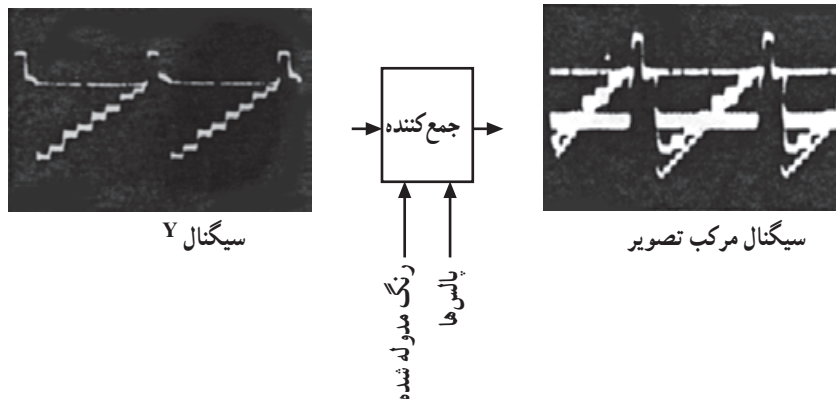 سیگنال Y
جمع‌کننده
رنگ مدوله شده
پالس‌ها
سیگنال مرکب تصویر